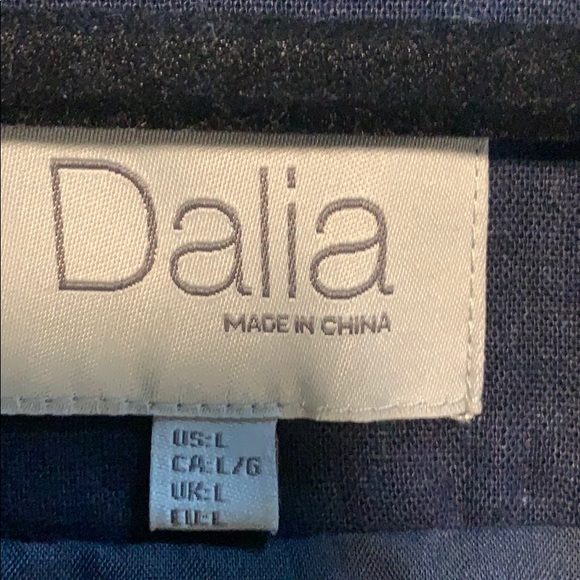 Dalia
MADE IN CHINA
US:L
CA:L/G
UK:L
EU:L